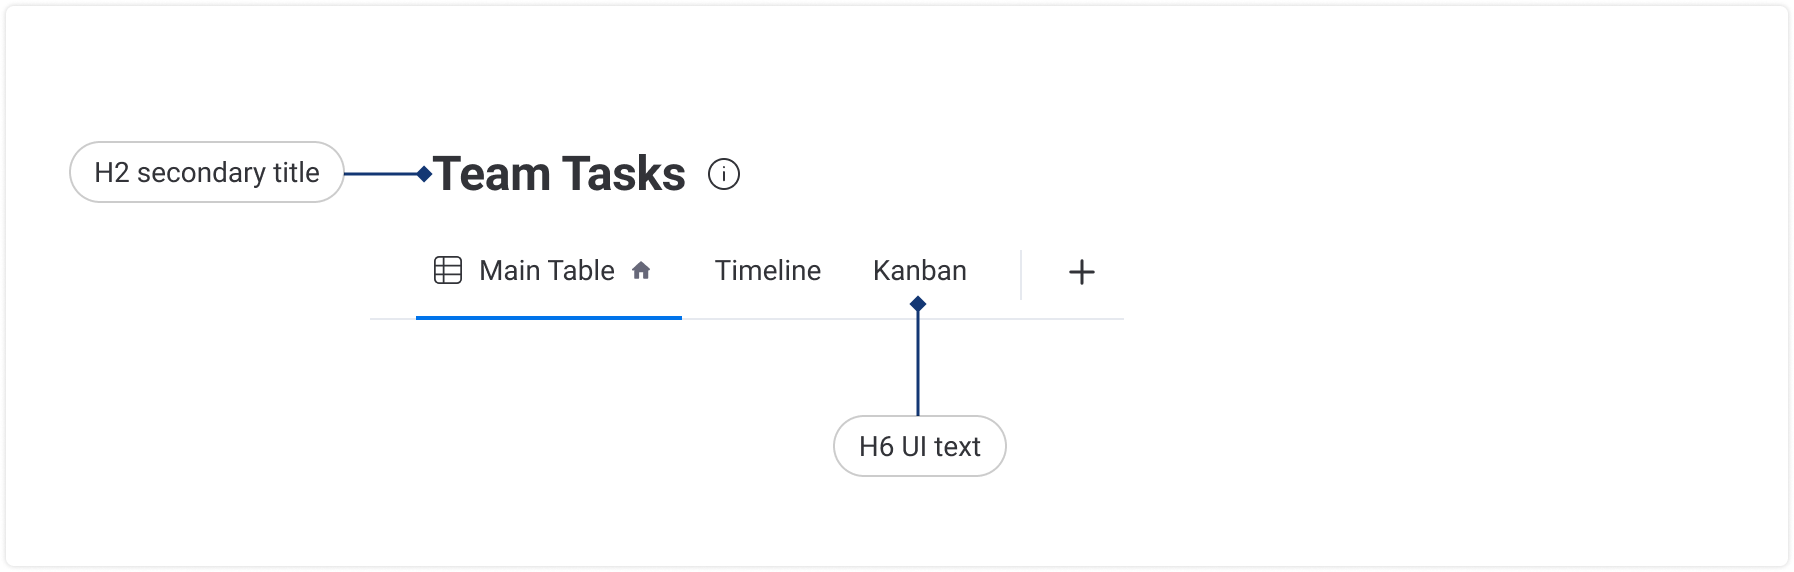 H2 secondary title
Team Tasks
Main Table
Timeline
Kanban
H6 UI text